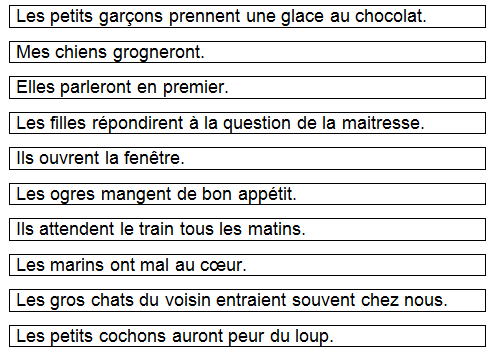 Les petits garçons prennent une glace au chocolat.
Mes chiens grogneront.
Elles parleront en premier.
Les filles répondirent à la question de la maitresse.
Ils ouvrent la fenêtre.
Les ogres mangent de bon appétit.
Ils attendent le train tous les matins.
Les marins ont mal au cœur.
Les gros chats du voisin entraient souvent chez nous.
Les petits cochons auront peur du loup.